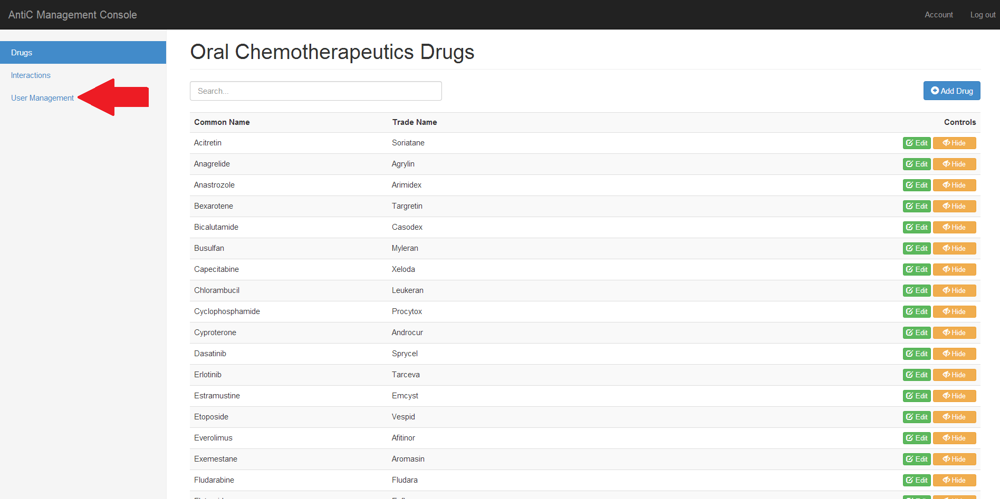 AntiC Management Console Account Log out
Drugs
Interactions
User Management
Oral Chemotherapeutics Drugs
Search...
Add Drug
Common Name Trade Name Controls
Acitretin Soriatane Edit Hide
Anagrelide Agrylin Edit Hide
Anastrozole Arimidex Edit Hide
Bexarotene Targretin Edit Hide
Bicalutamide Casodex Edit Hide
Busulfan Myleran Edit Hide
Capecitabine Xeloda Edit Hide
Chlorambucil Leukeran Edit Hide
Cyclophosphamide Procytox Edit Hide
Cyproterone Androcur Edit Hide
Dasatinib Sprycel Edit Hide
Erlotinib Tarceva Edit Hide
Estramustine Emcyst Edit Hide
Etoposide Vespid Edit Hide
Everolimus Afitinor Edit Hide
Exemestane Aromasin Edit Hide
Fludarabine Fludara Edit Hide